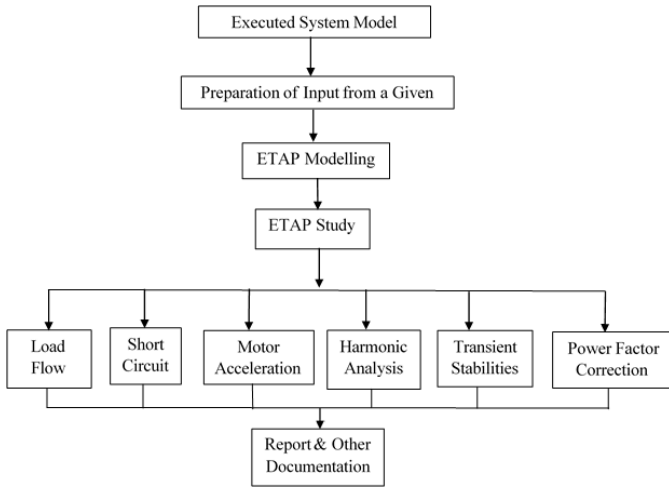 Executed System Model
Preparation of Input from a Given
ETAP Modelling
ETAP Study
Load
Flow
Short
Circuit
Motor
Acceleration
Harmonic
Analysis
Transient
Stabilities
Power Factor
Correction
Report & Other
Documentation